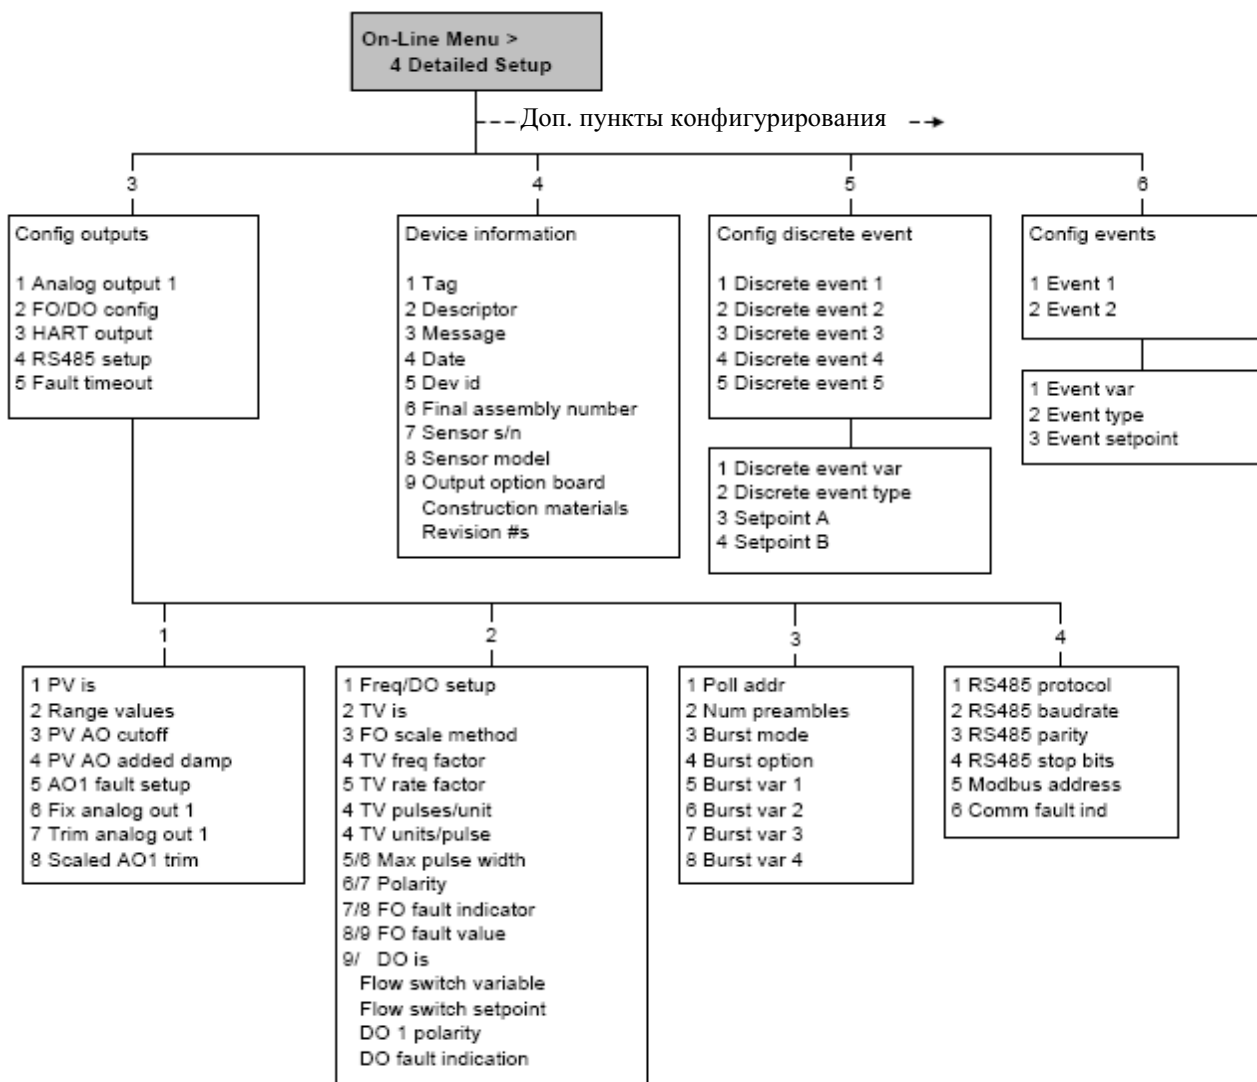 On-Line Menu >
4 Detailed Setup
Доп. пункты конфигурирования
3
4
5
6
Config outputs
1 Analog output 1
2 FO/DO config
3 HART output
4 RS485 setup
5 Fault timeout
Device information
1 Tag
2 Descriptor
3 Message
4 Date
5 Dev id
6 Final assembly number
7 Sensor s/n
8 Sensor model
9 Output option board
Construction materials
Revision #s
Config discrete event
1 Discrete event 1
2 Discrete event 2
3 Discrete event 3
4 Discrete event 4
5 Discrete event 5
1 Discrete event var
2 Discrete event type
3 Setpoint A
4 Setpoint B
Config events
1 Event 1
2 Event 2
1 Event var
2 Event type
3 Event setpoint
1
2
3
4
1 PV is
2 Range values
3 PV AO cutoff
4 PV AO added damp
5 AO1 fault setup
6 Fix analog out 1
7 Trim analog out 1
8 Scaled AO1 trim
1 Freq/DO setup
2 TV is
3 FO scale method
4 TV freq factor
5 TV rate factor
4 TV pulses/unit
4 TV units/pulse
5/6 Max pulse width
6/7 Polarity
7/8 FO fault indicator
8/9 FO fault value
9/ DO is
Flow switch variable
Flow switch setpoint
DO 1 polarity
DO fault indication
1 Poll addr
2 Num preambles
3 Burst mode
4 Burst option
5 Burst var 1
6 Burst var 2
7 Burst var 3
8 Burst var 4
1 RS485 protocol
2 RS485 baudrate
3 RS485 parity
4 RS485 stop bits
5 Modbus address
6 Comm fault ind